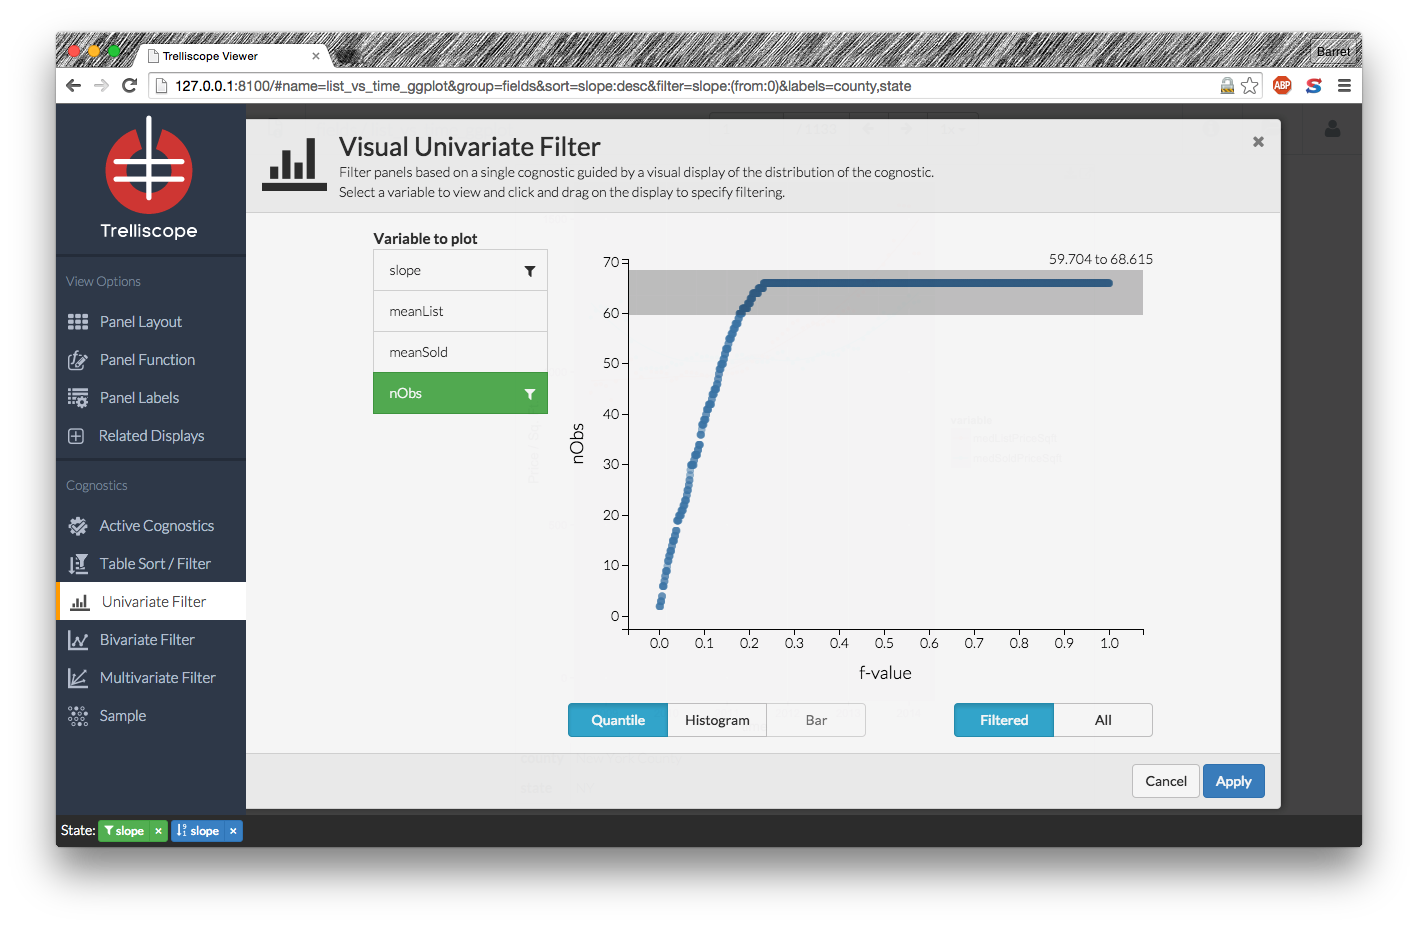 Trelliscope Viewer
Barret
127.0.0.1:8100/#name=list_vs_time_ggplot&group=fields&sort=slope:desc&filter=slope:(from:0)&labels=county,state
ABP
Trelliscope
View Options
Panel Layout
Panel Function
Panel Labels
Related Displays
Cognostics
Active Cognostics
Table Sort / Filter
Univariate Filter
Bivariate Filter
Multivariate Filter
Sample
Visual Univariate Filter
Filter panels based on a single cognostic guided by a visual display of the distribution of the cognostic.
Select a variable to view and click and drag on the display to specify filtering.
Variable to plot
slope
meanList
meanSold
nObs
59.704 to 68.615
70
60
50
40
30
20
10
0
nObs
0.0 0.1 0.2 0.3 0.4 0.5 0.6 0.7 0.8 0.9 1.0
f-value
Quantile Histogram Bar
Filtered All
Cancel Apply
State: slope × slope ×